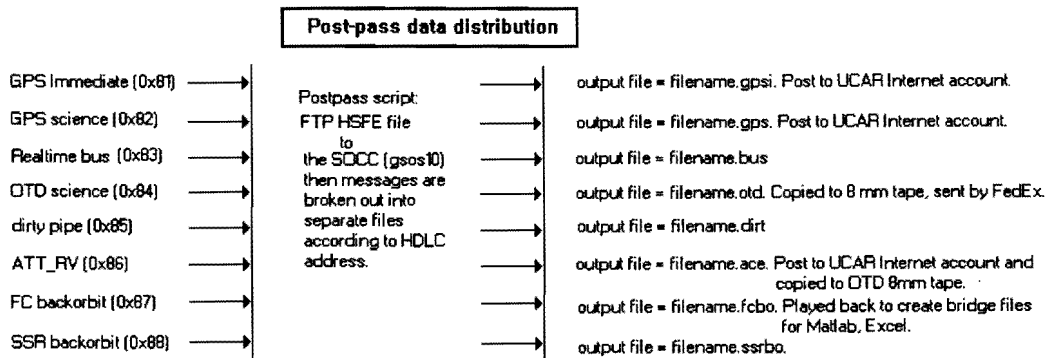 Post-pass data distribution
GPS Immediate (0x81)
GPS science (0x82)
Realtime bus (0x83)
OTD science (0x84)
dirty pipe (0x85)
ATT_RV (0x86)
FC backorbit (0x87)
SSR backorbit (0x88)
Postpass script:
FTP HSFE file
to
the SOCC (gsos10)
then messages are
broken out into
separate files
according to HDLC
address.
output file = filename.gpsi. Post to UCAR Internet account.
output file = filename.gps. Post to UCAR Internet account.
output file = filename.bus
output file = filename.otd. Copied to 8 mm tape, sent by FedEx.
output file = filename.dirt
output file = filename.ace. Post to UCAR Internet account and
copied to OTD 8mm tape.
output file = filename.fcbo. Played back to create bridge files
for Matlab, Excel.
output file = filename.ssrbo.